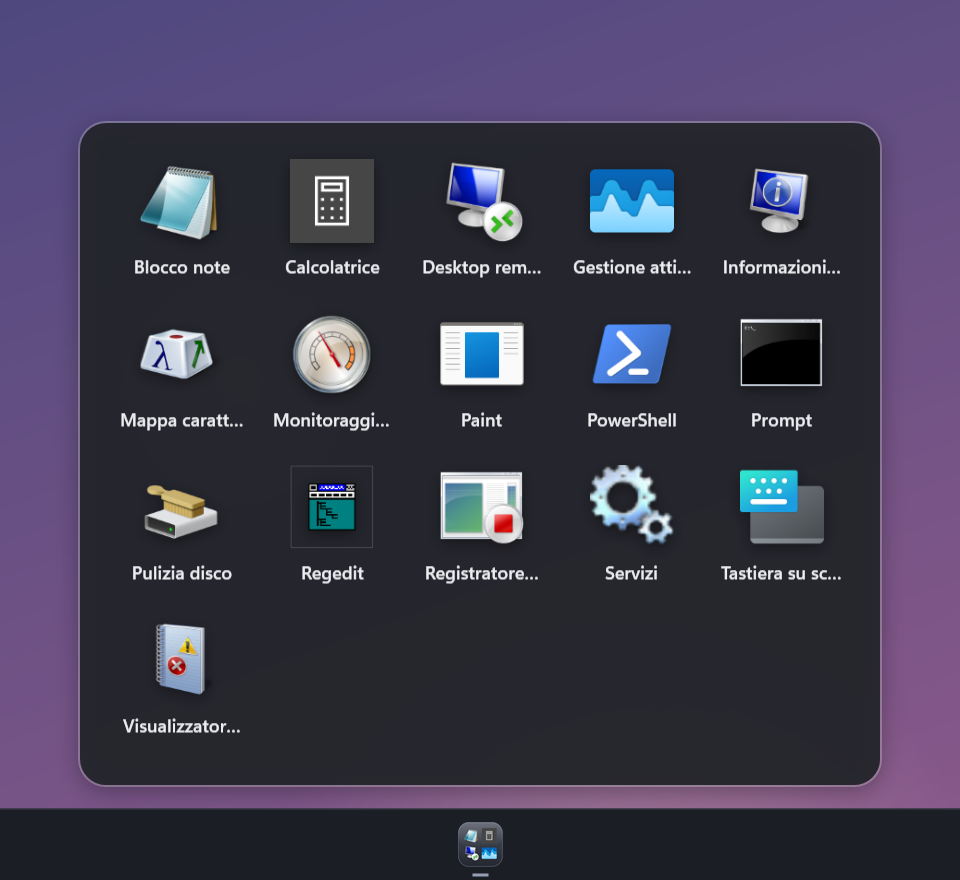 Blocco note
Calcolatrice
Desktop rem...
Gestione atti...
Informazioni...
Mappa caratt...
Monitoraggi...
Paint
PowerShell
Prompt
Pulizia disco
Regedit
Registratore...
Servizi
Tastiera su sc...
Visualizzator...